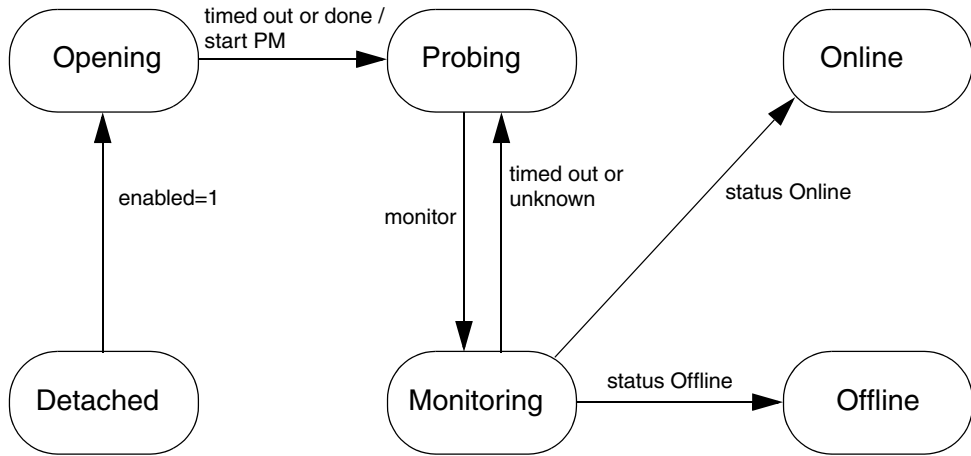 timed out or done /
start PM
Opening
Probing
Online
enabled=1
monitor
timed out or
unknown
status Online
Detached
Monitoring
status Offline
Offline